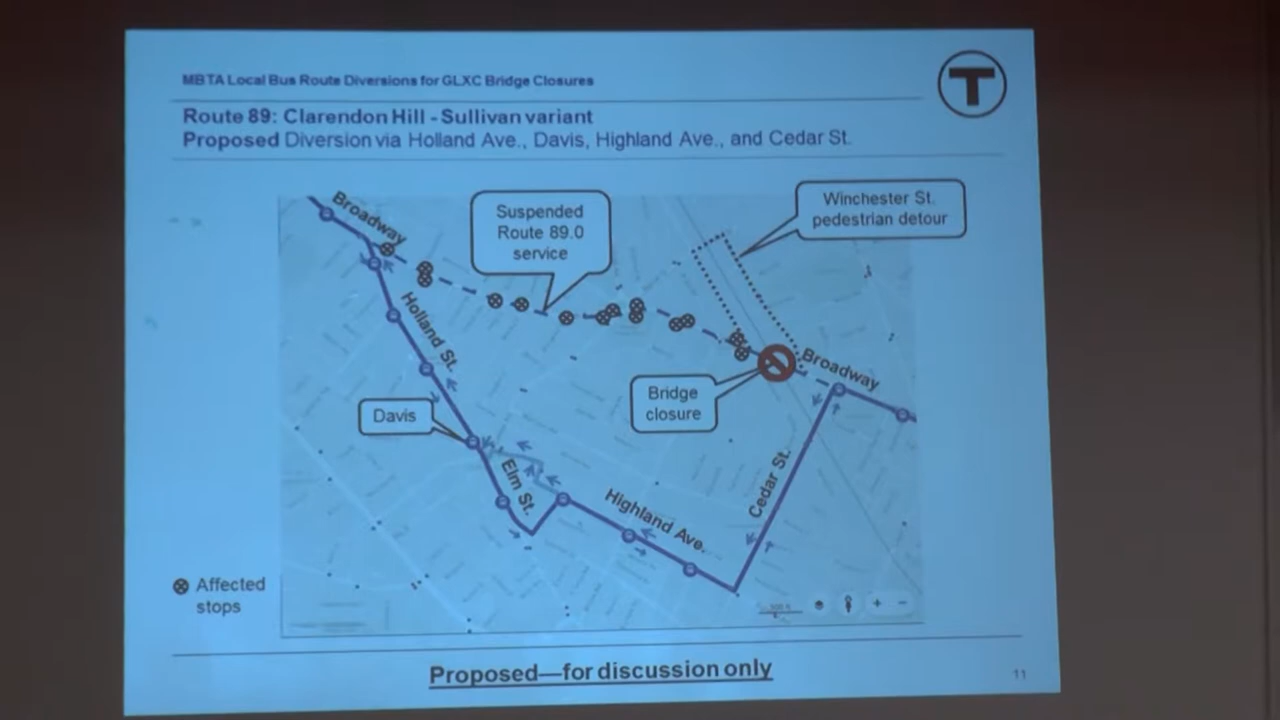 MBTA Local Bus Route Diversions for GLXC Bridge Closures
T
Route 89: Clarendon Hill - Sullivan variant
Proposed Diversion via Holland Ave., Davis, Highland Ave., and Cedar St.
Broadway
Suspended
Route 89.0
service
Winchester St.
pedestrian detour
Holland St.
Bridge
closure
Broadway
Davis
Elm St.
Highland Ave.
Cedar St.
Affected
stops
Proposed—for discussion only
11